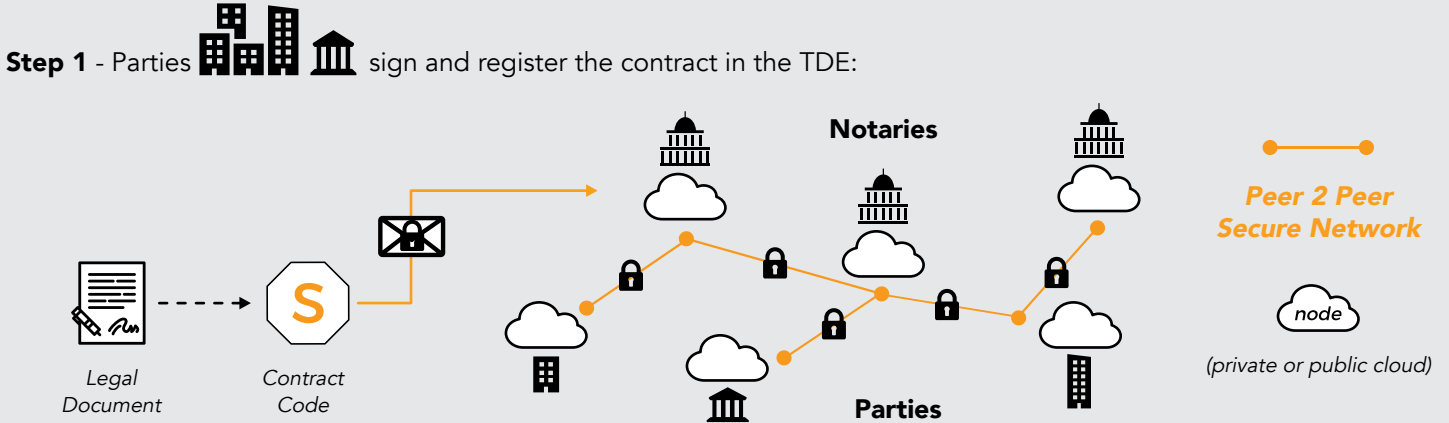 Step 1 - Parties sign and register the contract in the TDE:
Notaries
Peer 2 Peer
Secure Network
S
node
(private or public cloud)
Legal
Document
Contract
Code
Parties